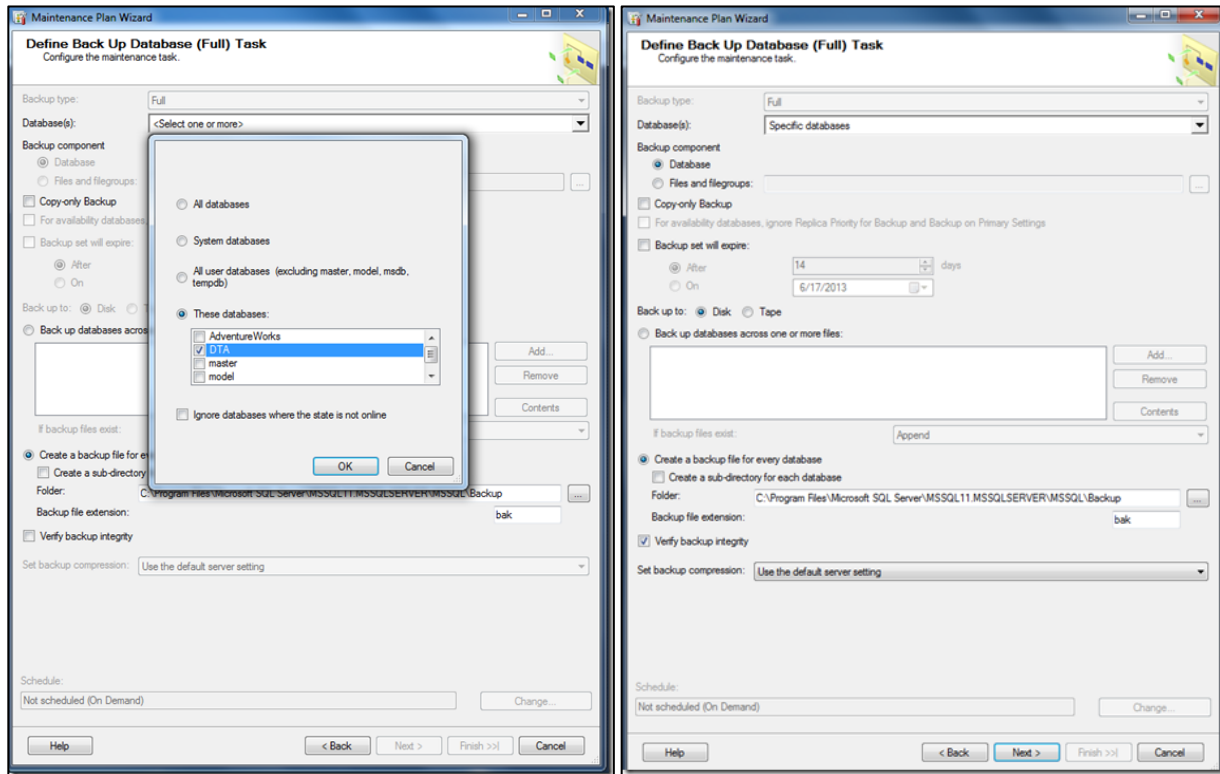 Maintenance Plan Wizard
Define Back Up Database (Full) Task
Configure the maintenance task.
Backup type: Full
Database(s): <Select one or more>
Backup component
Database
Files and filegroups: ...
Copy-only Backup
For availability databases
Backup set will expire:
After
On
Back up to: Disk
Back up databases acros
All databases
System databases
All user databases (excluding master, model, msdb,
tempdb)
These databases:
AdventureWorks
DTA
master
model
Ignore databases where the state is not online
OK Cancel
Add...
Remove
Contents
If backup files exist:
Create a backup file for ev
Create a sub-directory
Folder: C:\Program Files\Microsoft SQL Server\MSSQL11.MSSQLSERVER\MSSQL\Backup ...
Backup file extension: bak
Verify backup integrity
Set backup compression: Use the default server setting
Schedule:
Not scheduled (On Demand) Change...
Help < Back Next > Finish >>| Cancel
Maintenance Plan Wizard
Define Back Up Database (Full) Task
Configure the maintenance task.
Backup type: Full
Database(s): Specific databases
Backup component
Database
Files and filegroups: ...
Copy-only Backup
For availability databases, ignore Replica Priority for Backup and Backup on Primary Settings
Backup set will expire:
After 14 days
On 6/17/2013
Back up to: Disk Tape
Back up databases across one or more files:
Add...
Remove
Contents
If backup files exist: Append
Create a backup file for every database
Create a sub-directory for each database
Folder: C:\Program Files\Microsoft SQL Server\MSSQL11.MSSQLSERVER\MSSQL\Backup ...
Backup file extension: bak
Verify backup integrity
Set backup compression: Use the default server setting
Schedule:
Not scheduled (On Demand) Change...
Help < Back Next > Finish >>| Cancel